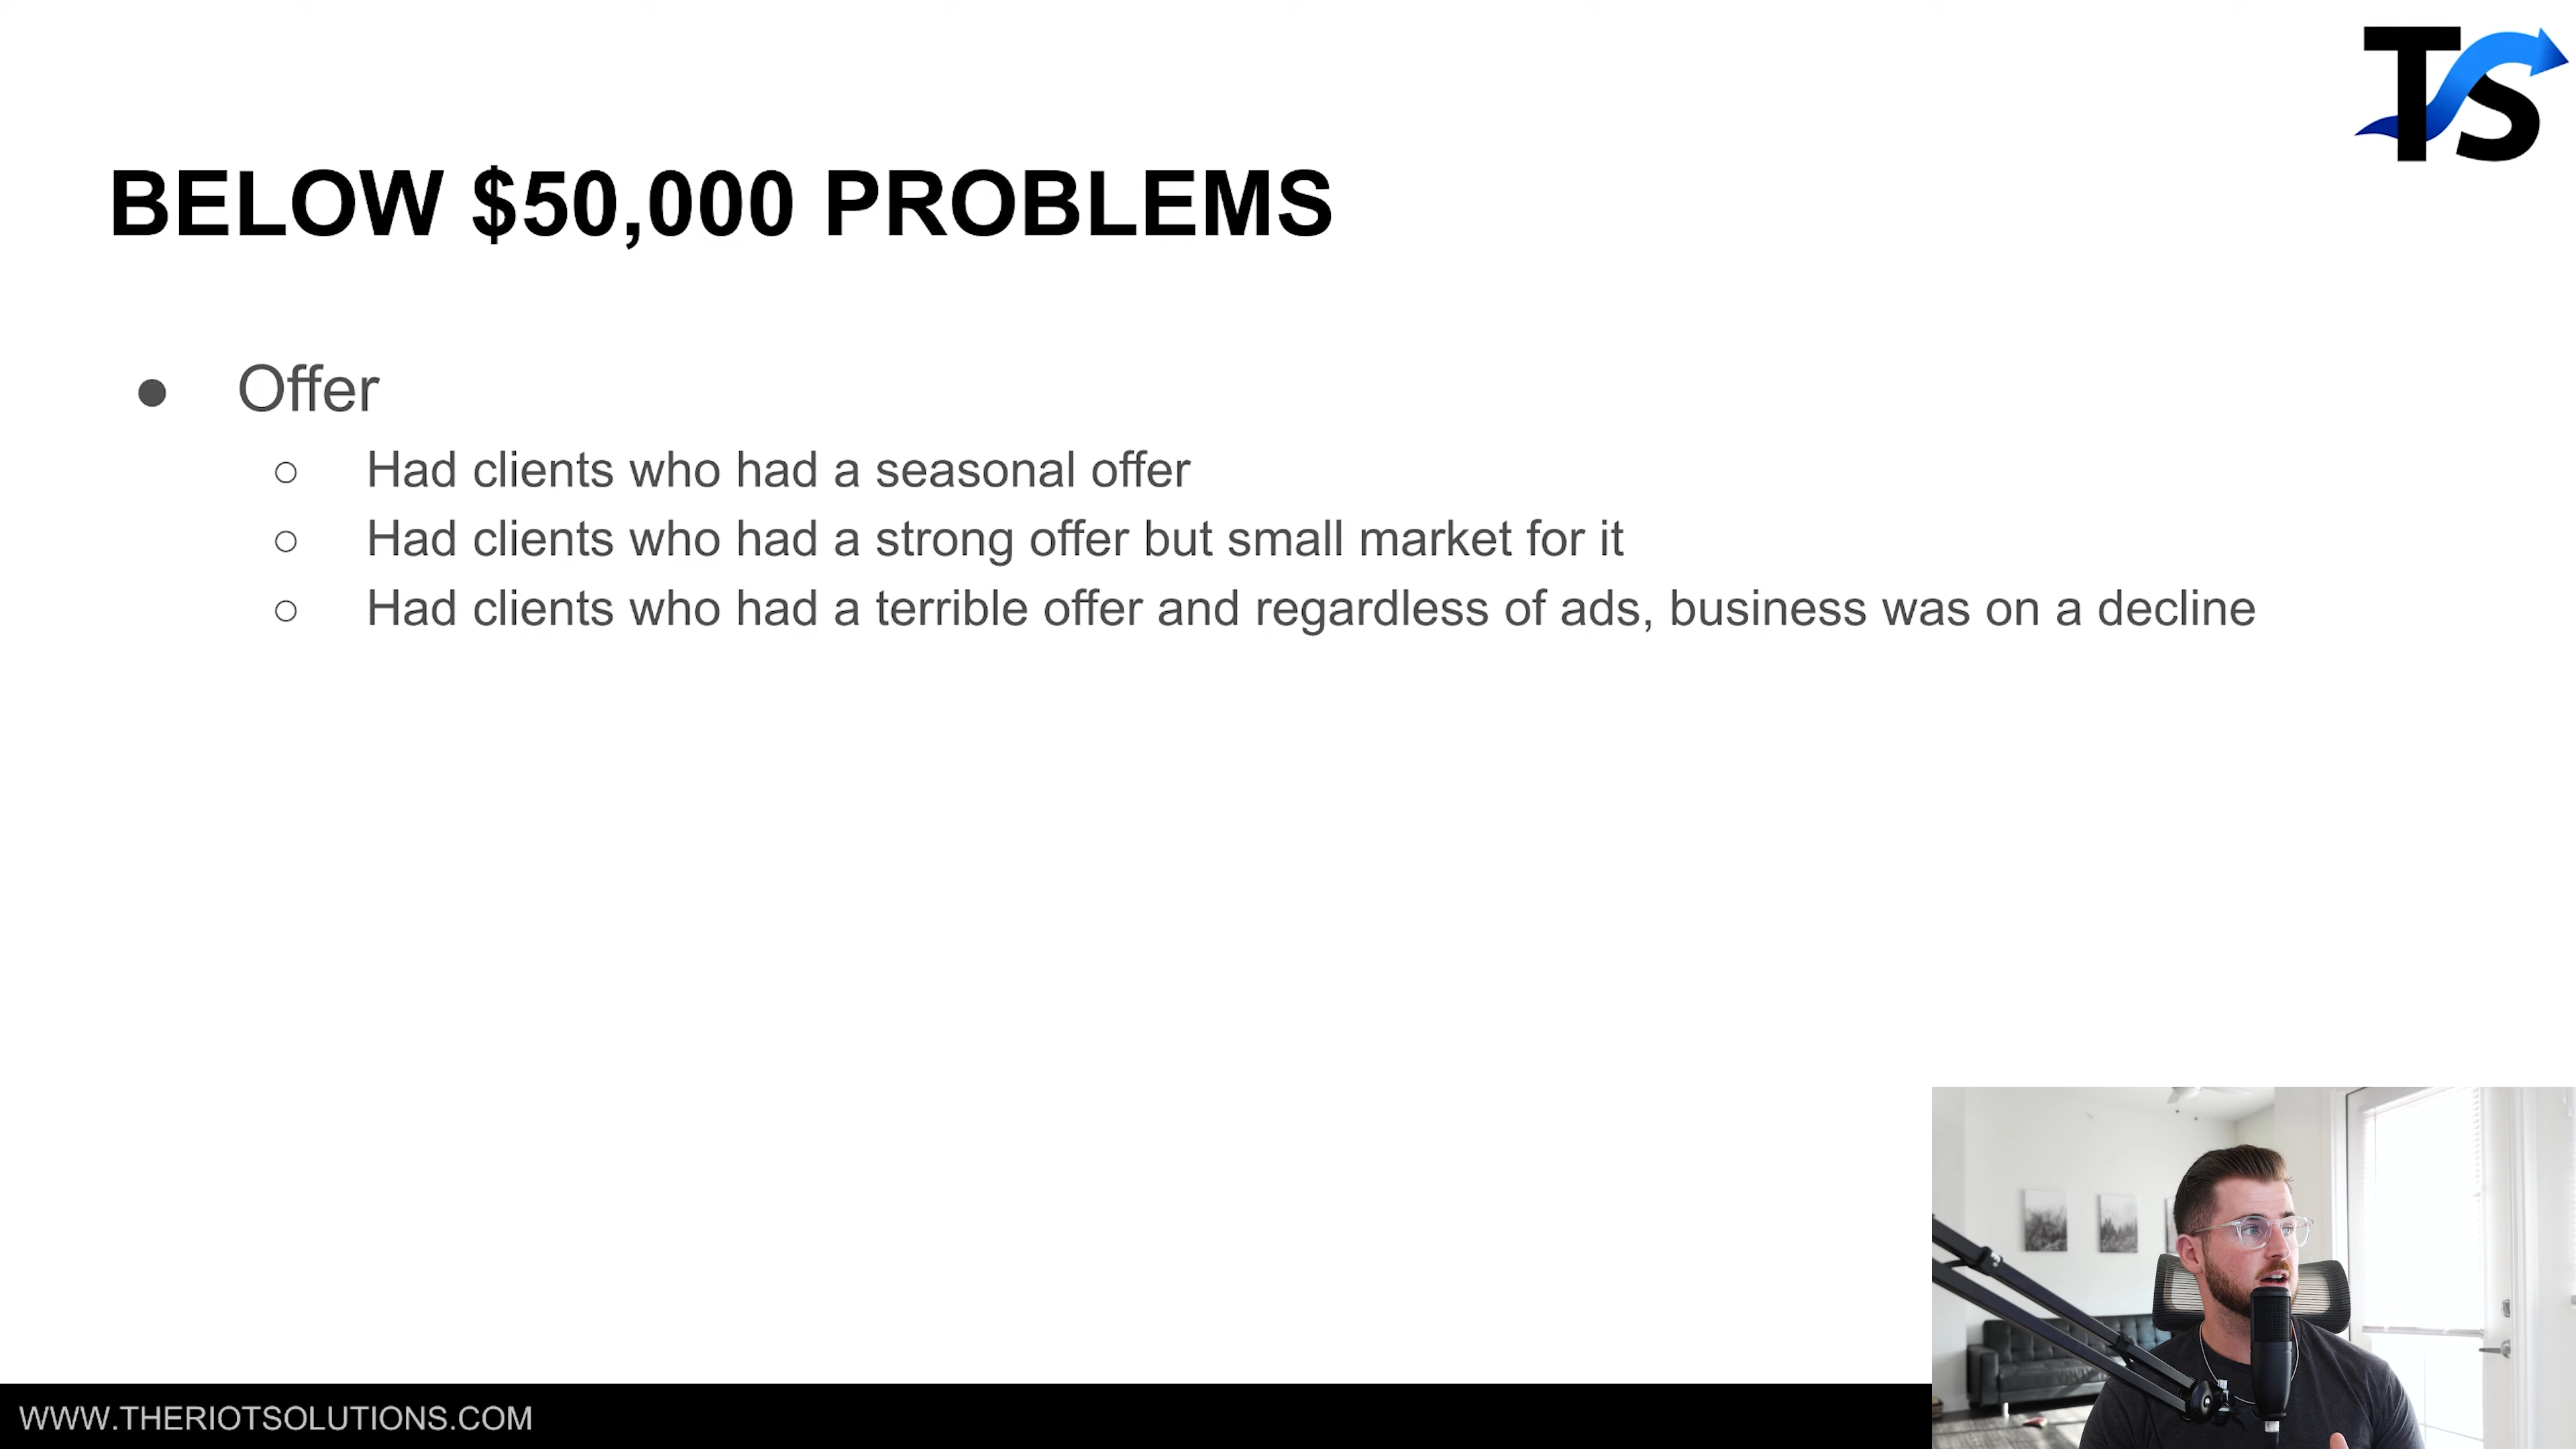 TS
BELOW $50,000 PROBLEMS
● Offer
○ Had clients who had a seasonal offer
○ Had clients who had a strong offer but small market for it
○ Had clients who had a terrible offer and regardless of ads, business was on a decline
WWW.THERIOTSOLUTIONS.COM